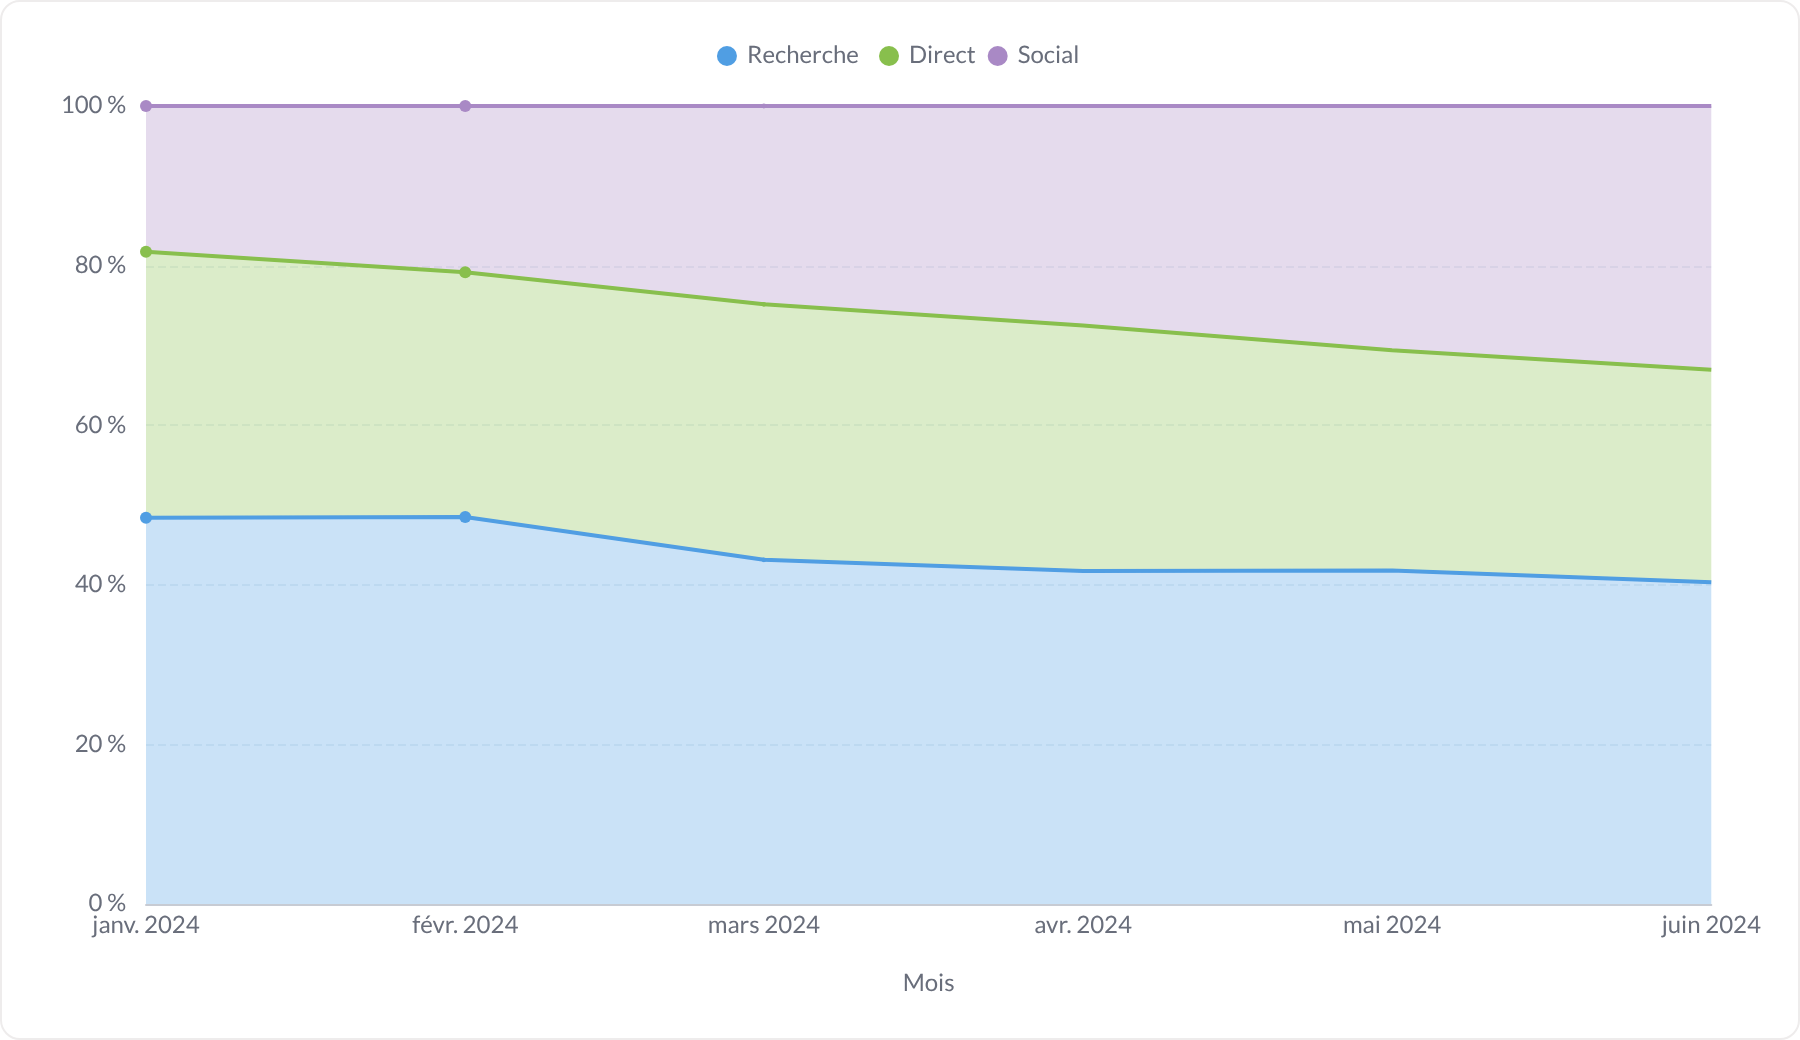 Recherche Direct Social
100 %
80 %
60 %
40 %
20 %
0 %
janv. 2024 févr. 2024 mars 2024 avr. 2024 mai 2024 juin 2024
Mois